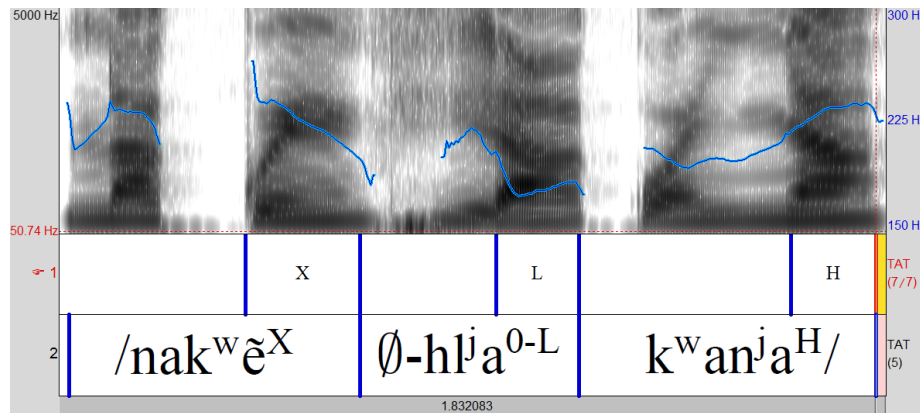 5000 Hz 300 H
225 H
50.74 Hz 150 H
☞ 1 X L H TAT (7/7)
2 /nakʷẽˣ ∅-hlʲa⁰⁻ᴸ kʷanʲaᴴ/ TAT (5)
1.832083